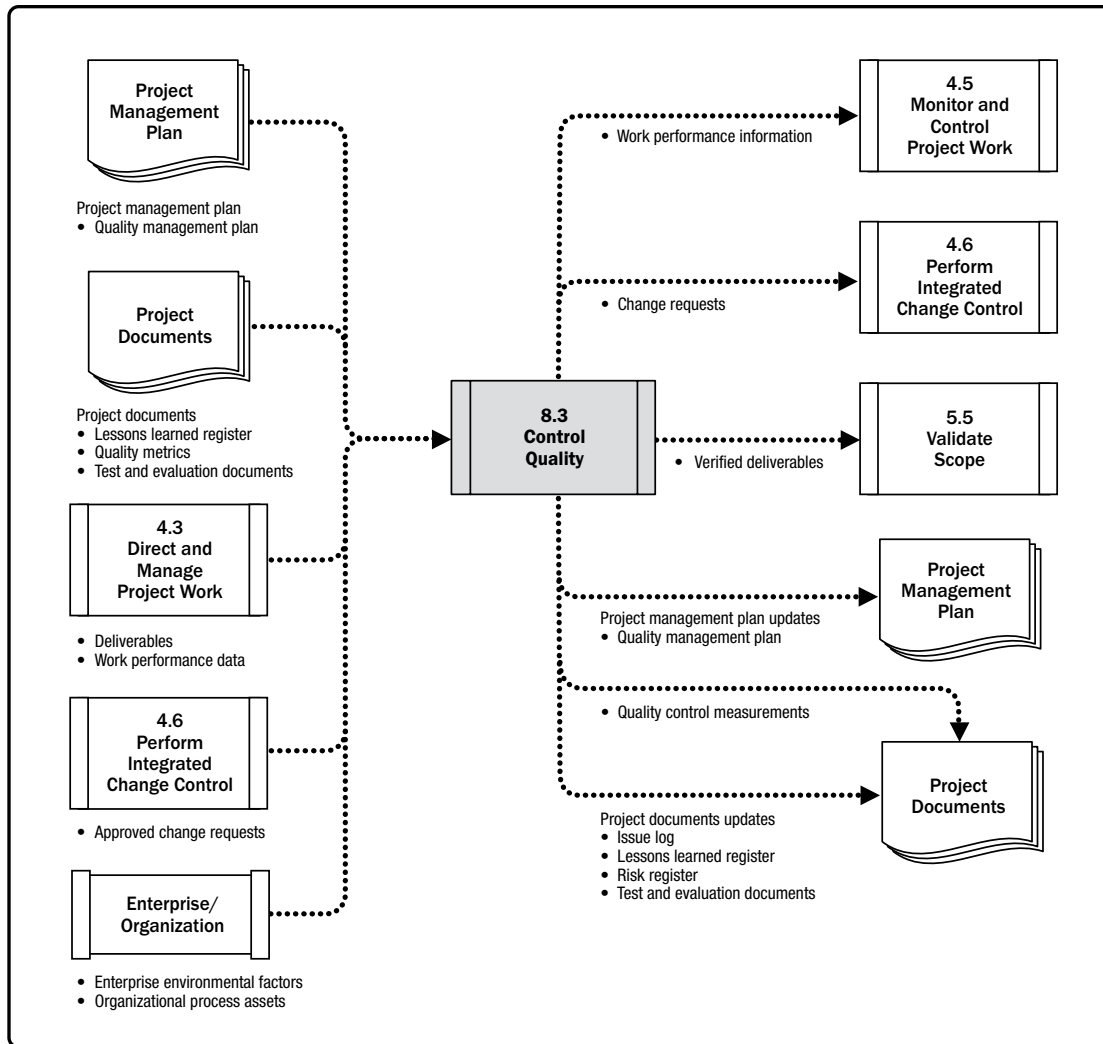 Project
Management
Plan
Project management plan
• Quality management plan
Project
Documents
Project documents
• Lessons learned register
• Quality metrics
• Test and evaluation documents
4.3
Direct and
Manage
Project Work
• Deliverables
• Work performance data
4.6
Perform
Integrated
Change Control
• Approved change requests
Enterprise/
Organization
• Enterprise environmental factors
• Organizational process assets
8.3
Control
Quality
• Work performance information
4.5
Monitor and
Control
Project Work
• Change requests
4.6
Perform
Integrated
Change Control
• Verified deliverables
5.5
Validate
Scope
Project management plan updates
• Quality management plan
Project
Management
Plan
• Quality control measurements
Project documents updates
• Issue log
• Lessons learned register
• Risk register
• Test and evaluation documents
Project
Documents